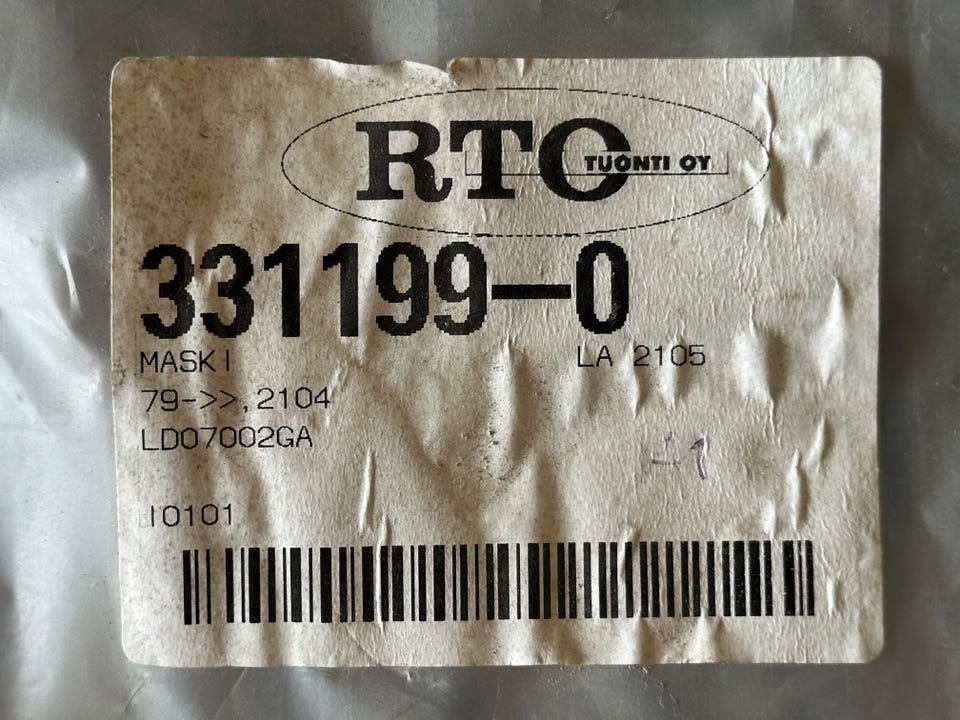 RTO TUONTI OY
331199-0
MASKI LA 2105
79->>,2104
LD07002GA
I0101